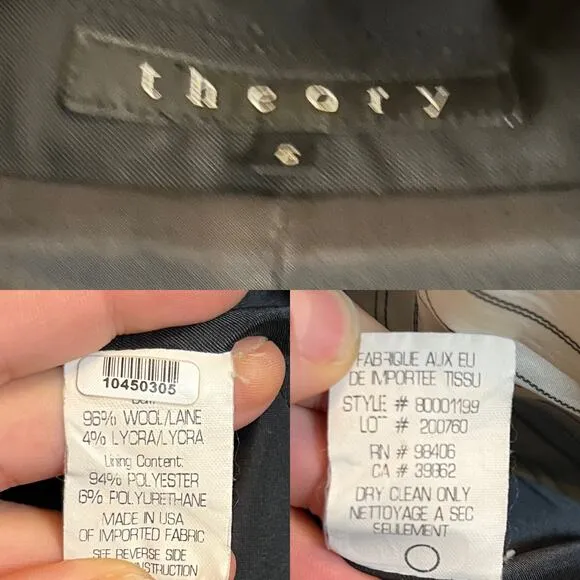 theory
S
10450305
96% WOOL/LAINE
4% LYCRA/LYCRA
Lining Content:
94% POLYESTER
6% POLYURETHANE
MADE IN USA
OF IMPORTED FABRIC
SEE REVERSE SIDE
FABRIQUE AUX EU
DE IMPORTEE TISSU
STYLE # 80001199
LOT # 200760
RN # 98406
CA # 39862
DRY CLEAN ONLY
NETTOYAGE A SEC
SEULEMENT